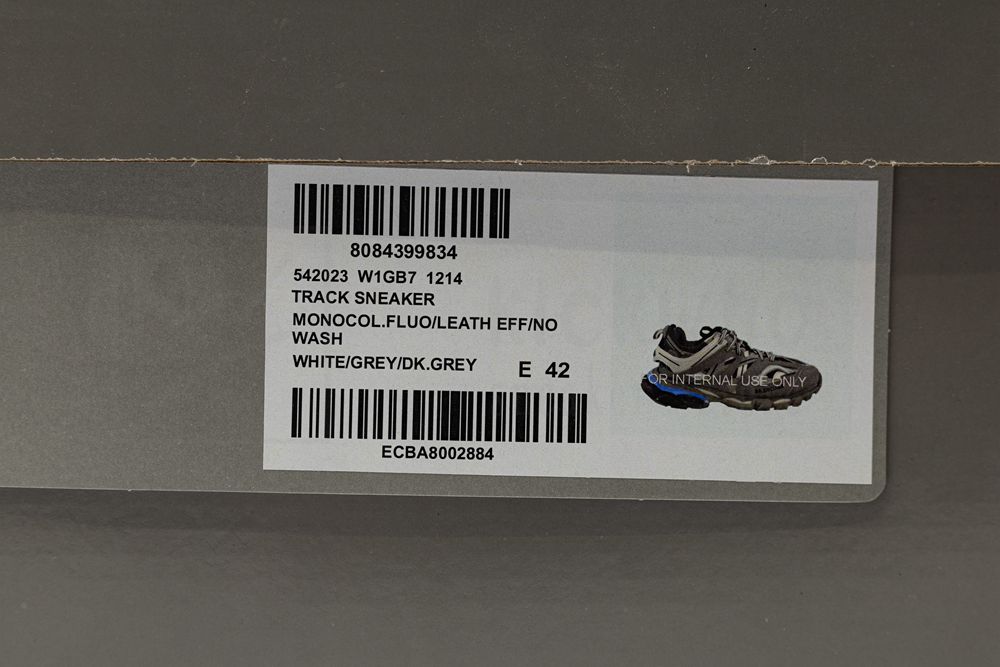 8084399834
542023 W1GB7 1214
TRACK SNEAKER
MONOCOL.FLUO/LEATH EFF/NO
WASH
WHITE/GREY/DK.GREY E 42
ECBA8002884
OR INTERNAL USE ONLY